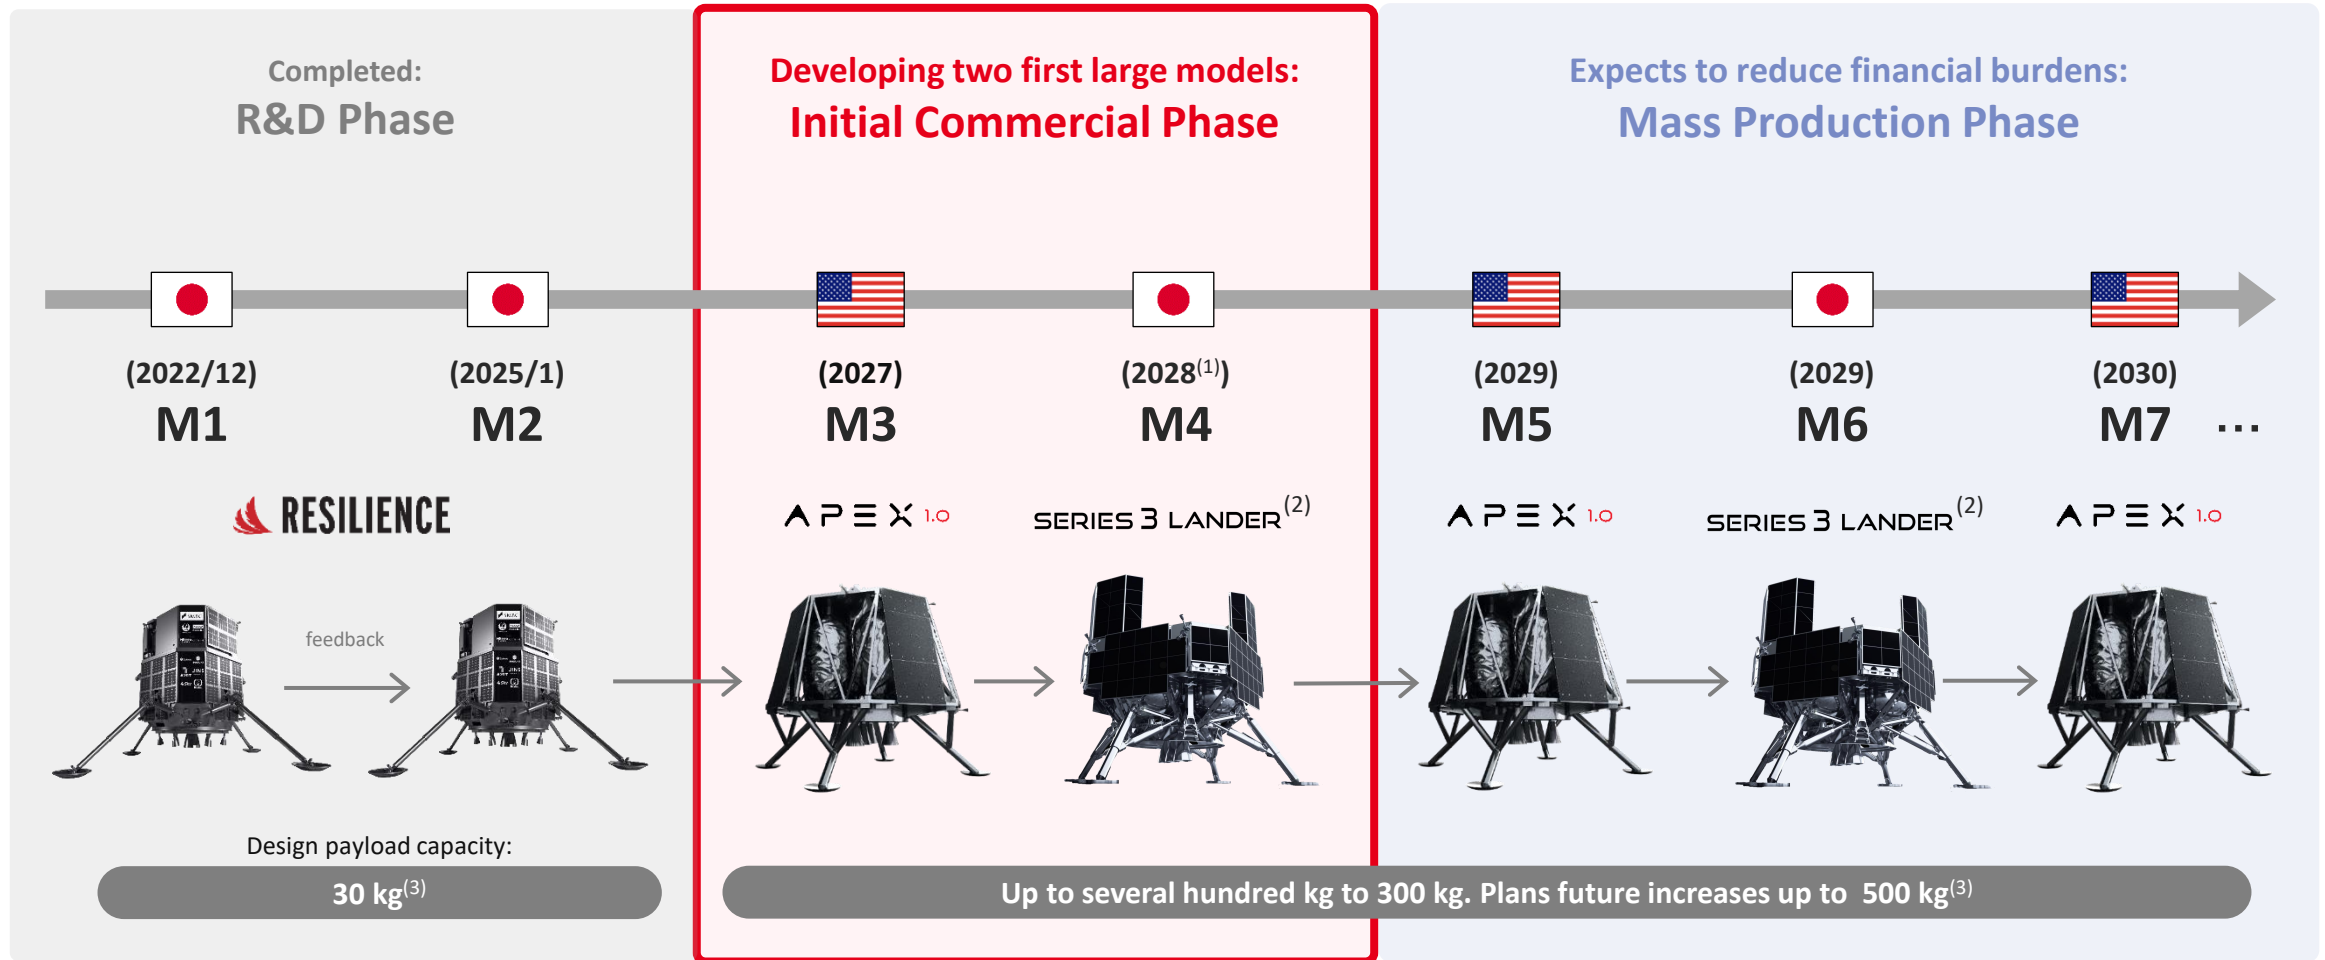 Completed:
R&D Phase
Developing two first large models:
Initial Commercial Phase
Expects to reduce financial burdens:
Mass Production Phase
(2022/12)
M1
(2025/1)
M2
(2027)
M3
(2028(1))
M4
(2029)
M5
(2029)
M6
(2030)
M7
...
RESILIENCE
APEX 1.0
SERIES 3 LANDER(2)
APEX 1.0
SERIES 3 LANDER(2)
APEX 1.0
feedback
Design payload capacity:
30 kg(3)
Up to several hundred kg to 300 kg. Plans future increases up to  500 kg(3)